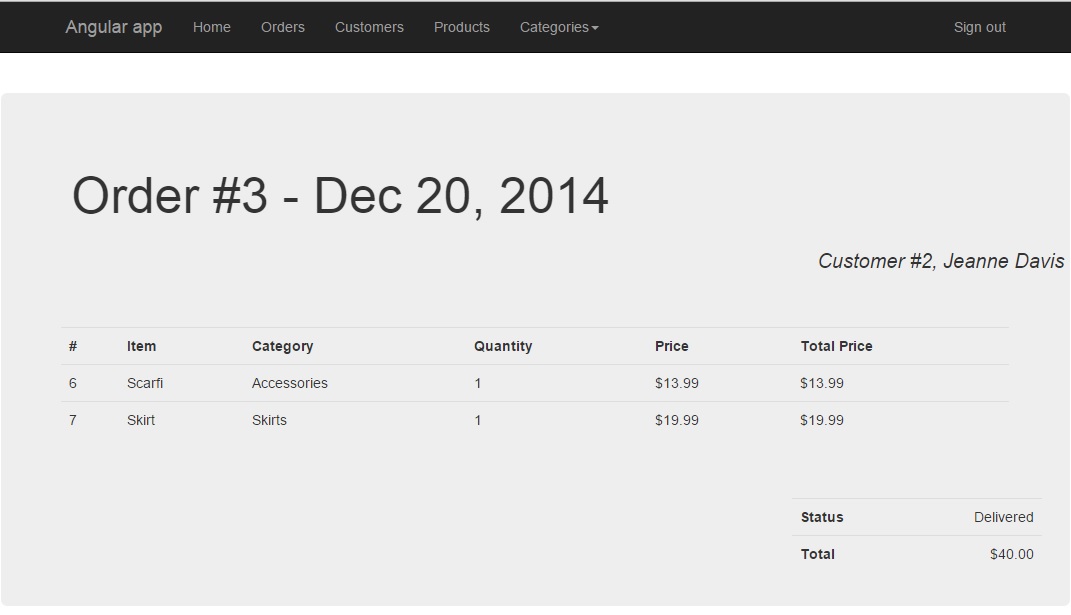 Angular app Home Orders Customers Products Categories Sign out
Order #3 - Dec 20, 2014
Customer #2, Jeanne Davis
# Item Category Quantity Price Total Price
6 Scarfi Accessories 1 $13.99 $13.99
7 Skirt Skirts 1 $19.99 $19.99
Status Delivered
Total $40.00